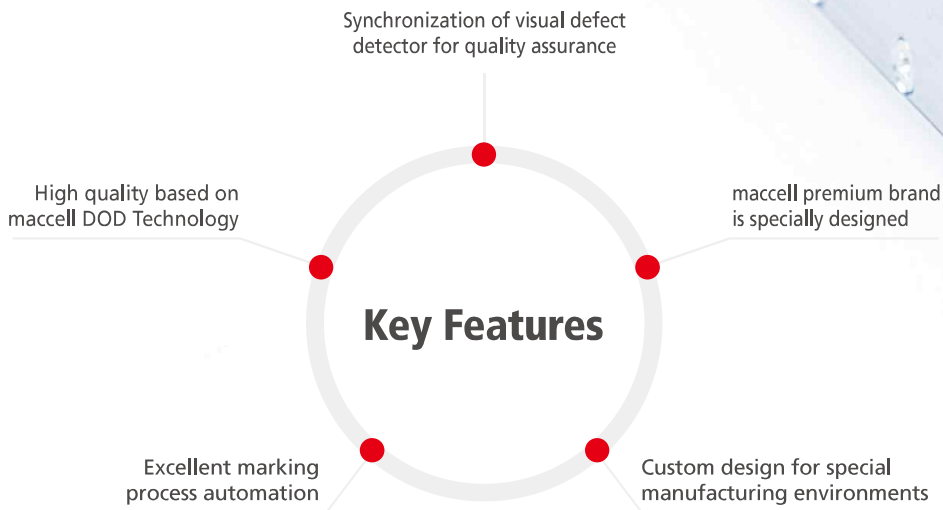 Synchronization of visual defect
detector for quality assurance
High quality based on
maccell DOD Technology
maccell premium brand
is specially designed
Key Features
Excellent marking
process automation
Custom design for special
manufacturing environments